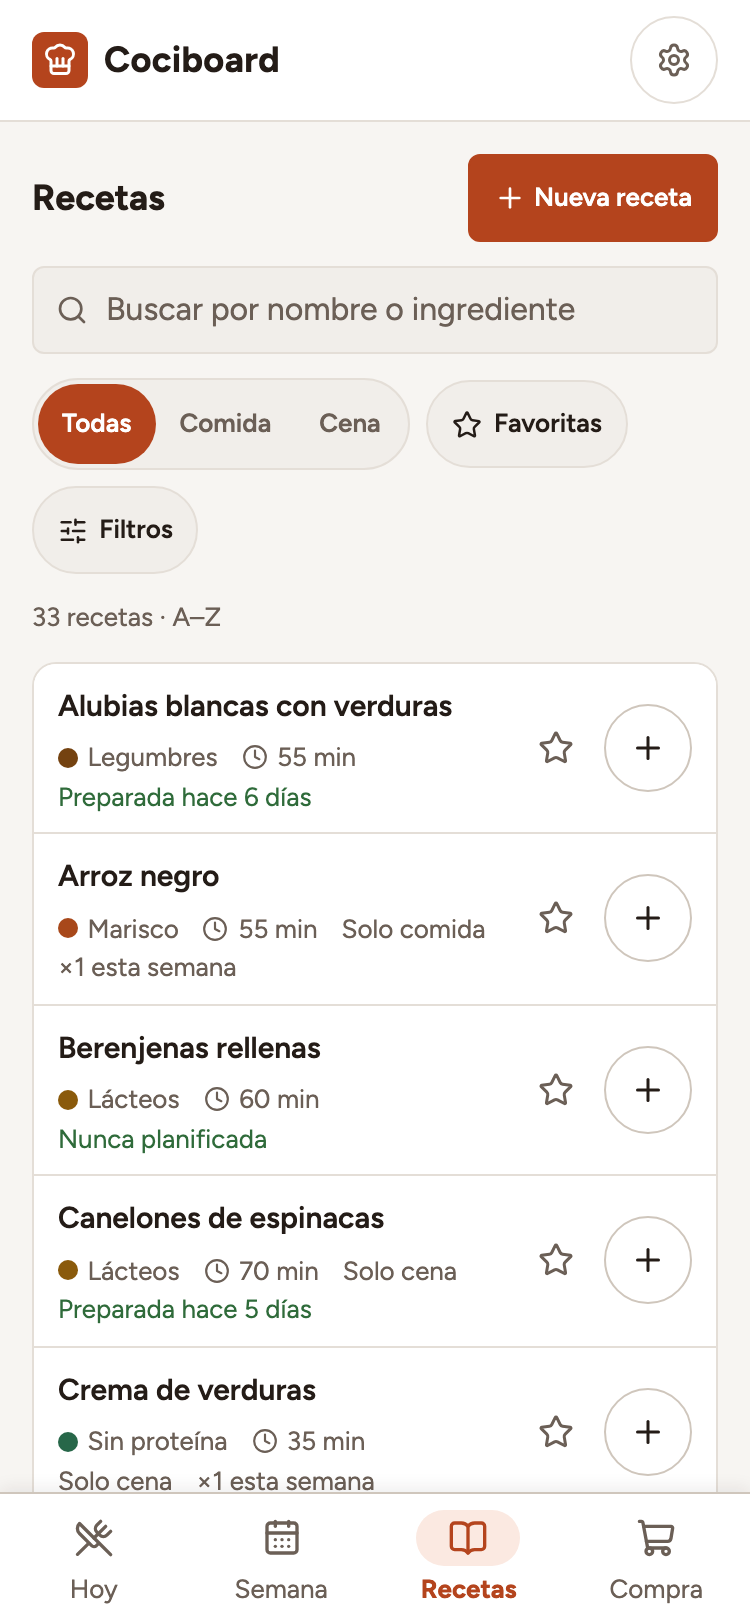 Cociboard
Recetas
Nueva receta
Buscar por nombre o ingrediente
Todas Comida Cena Favoritas
Filtros
33 recetas · A–Z
Alubias blancas con verduras
Legumbres 55 min
Preparada hace 6 días
Arroz negro
Marisco 55 min Solo comida
×1 esta semana
Berenjenas rellenas
Lácteos 60 min
Nunca planificada
Canelones de espinacas
Lácteos 70 min Solo cena
Preparada hace 5 días
Crema de verduras
Sin proteína 35 min
Solo cena ×1 esta semana
Hoy Semana Recetas Compra